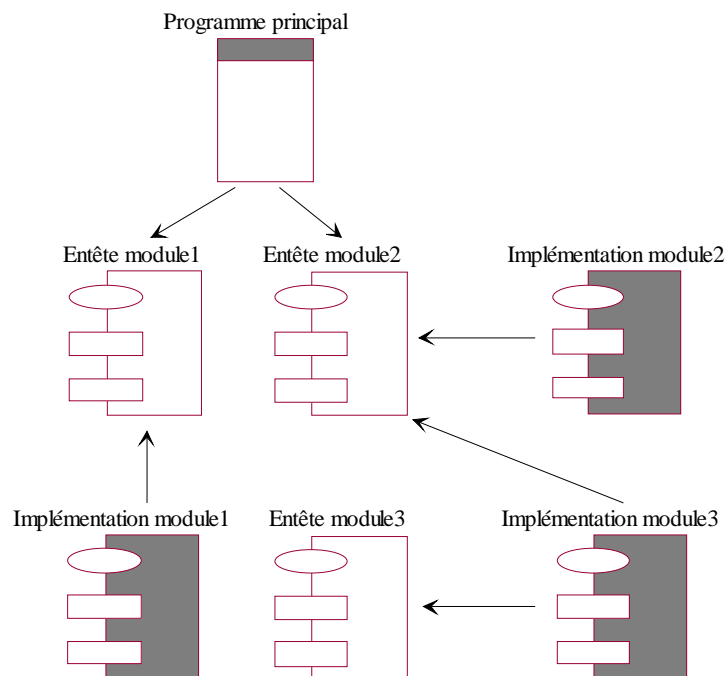 Programme principal
Entête module1
Entête module2
Implémentation module2
Implémentation module1
Entête module3
Implémentation module3